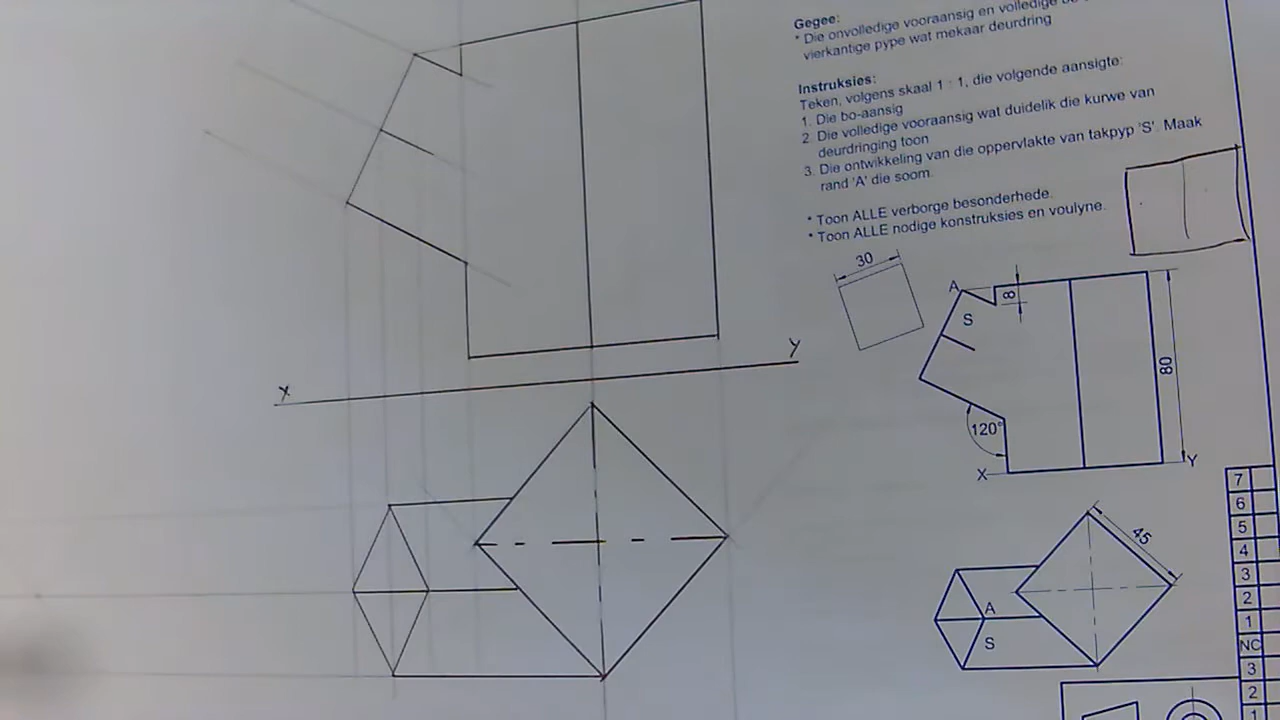 Gegee:
* Die onvolledige vooraansig en volledige
vierkantige pype wat mekaar deurdring
Instruksies:
Teken, volgens skaal 1 : 1, die volgende aansigte:
1. Die bo-aansig
2. Die volledige vooraansig wat duidelik die kurwe van
deurdringing toon
3. Die ontwikkeling van die oppervlakte van takpyp 'S'. Maak
rand 'A' die soom.
* Toon ALLE verborge besonderhede.
* Toon ALLE nodige konstruksies en voulyne.
30
A
8
S
80
120°
X
Y
X
Y
45
A
S
7
6
5
4
3
2
1
NC
3
2
1